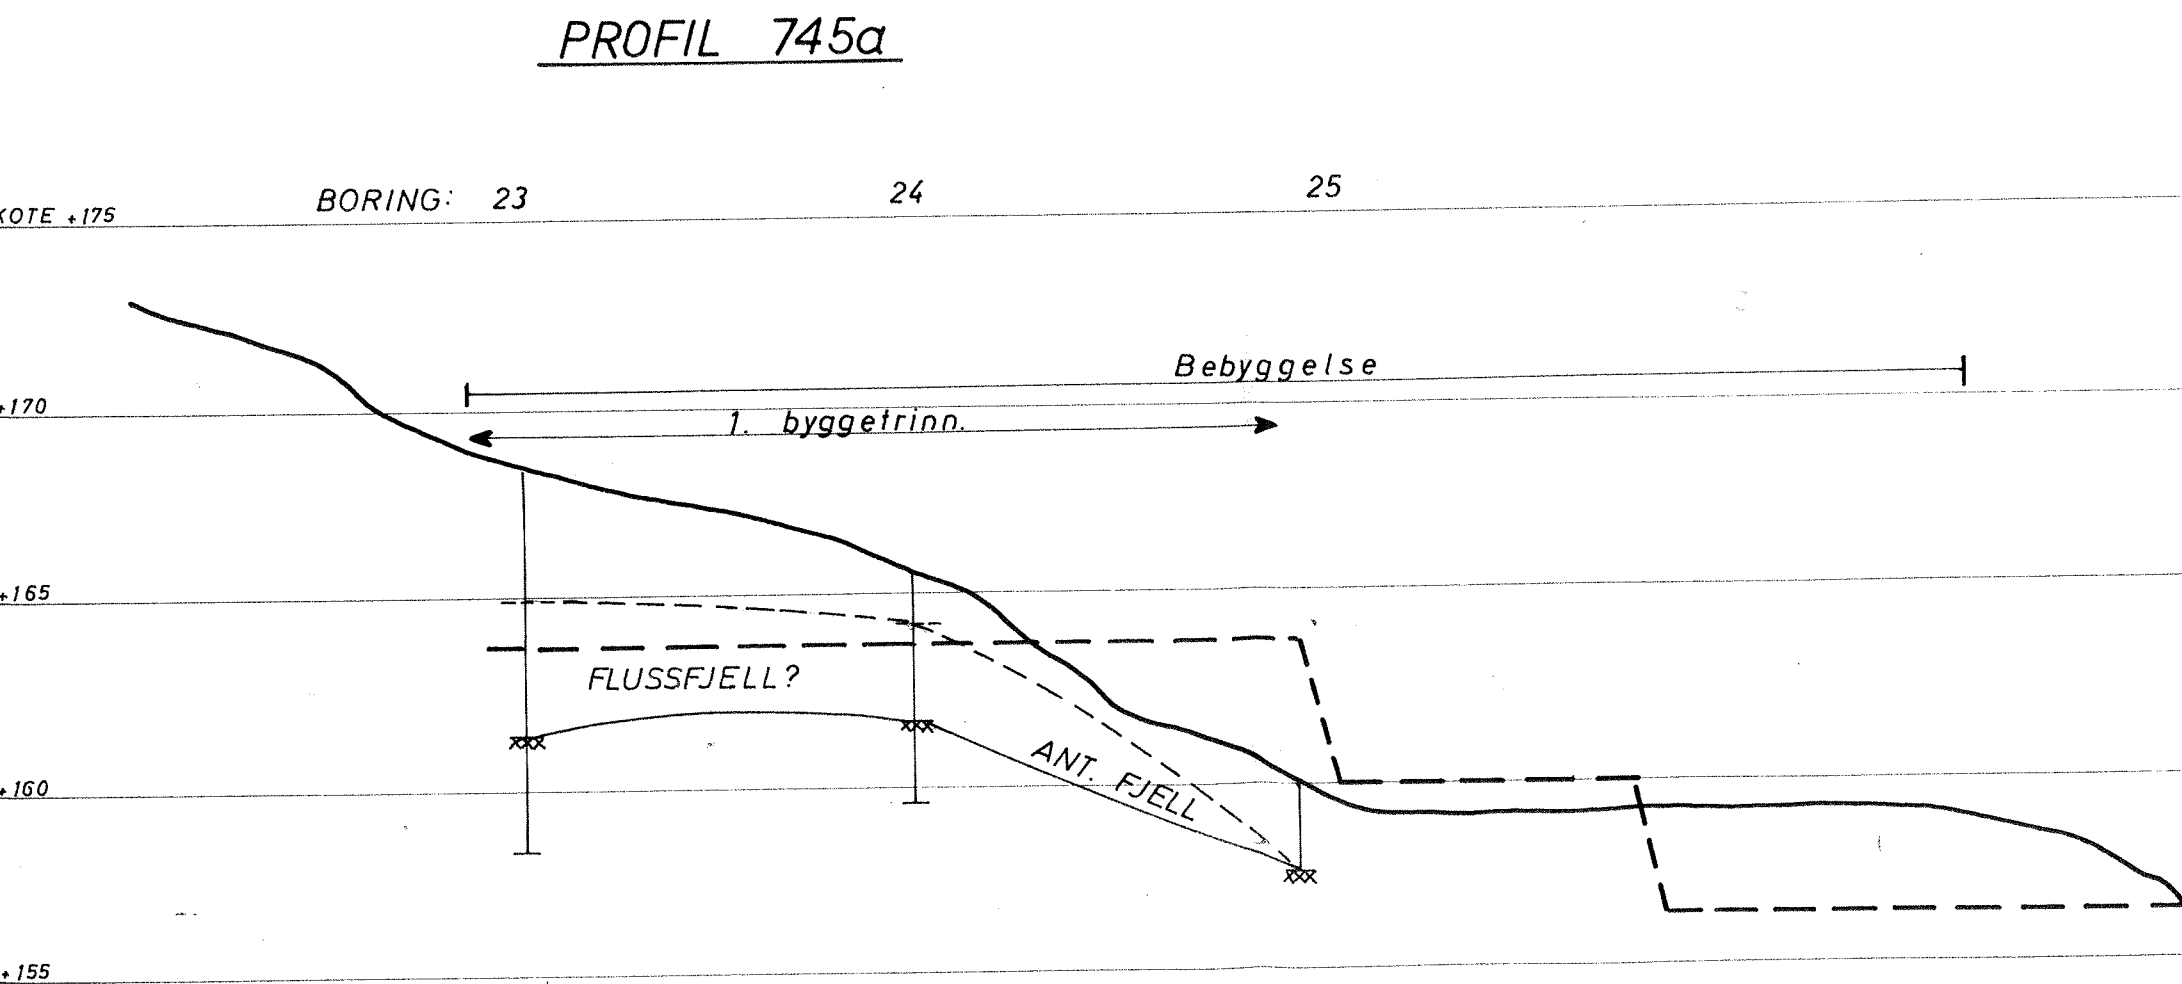 PROFIL 745a
BORING: 23 24 25
KOTE +175
Bebyggelse
+170
1. byggetrinn.
+165
FLUSSFJELL?
ANT. FJELL
+160
+155